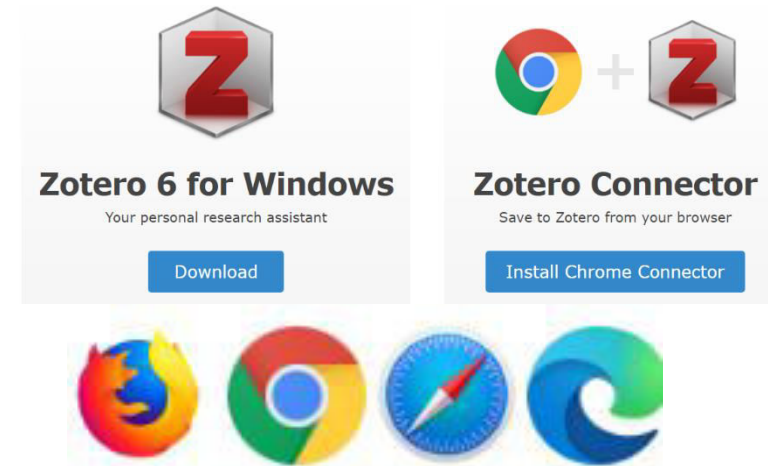 Z
Zotero 6 for Windows
Your personal research assistant
Download
+ Z
Zotero Connector
Save to Zotero from your browser
Install Chrome Connector